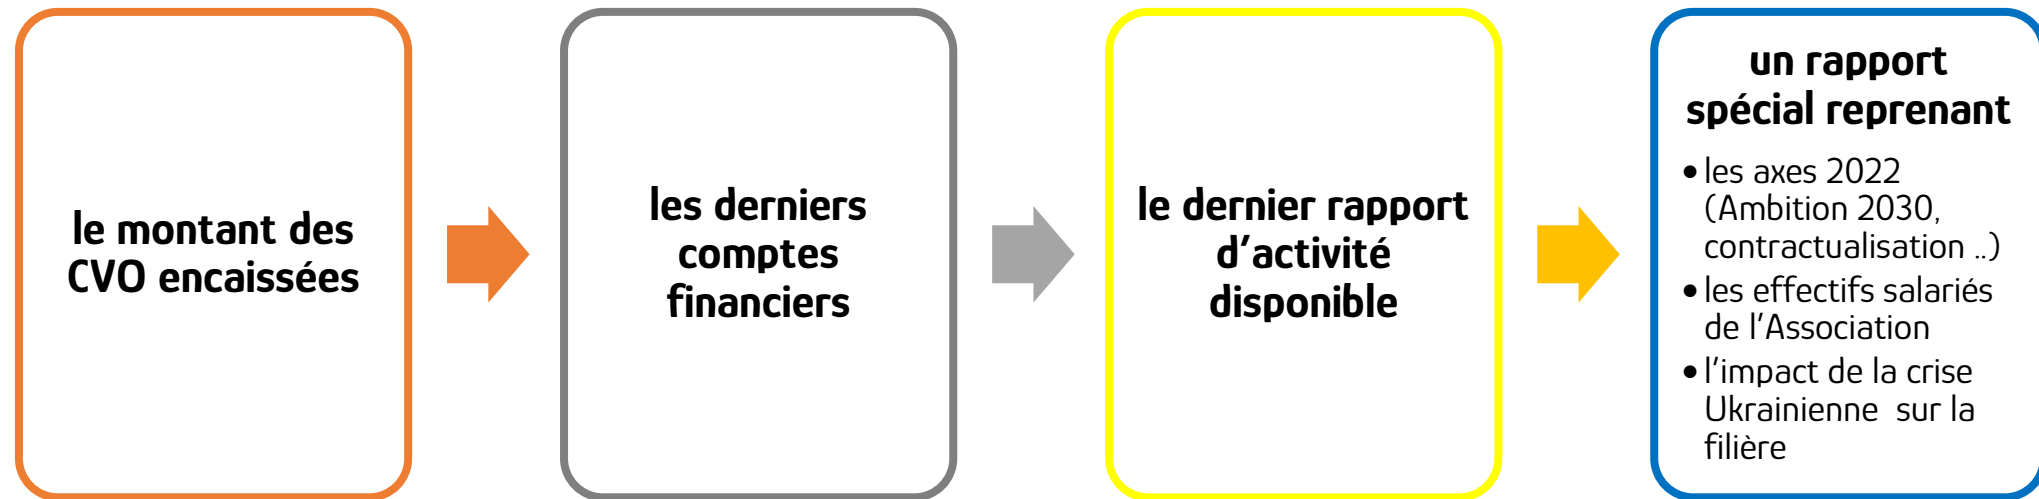 le montant des
CVO encaissées
les derniers
comptes
financiers
le dernier rapport
d’activité
disponible
un rapport
spécial reprenant
• les axes 2022
(Ambition 2030,
contractualisation ..)
• les effectifs salariés
de l’Association
• l’impact de la crise
Ukrainienne sur la
filière